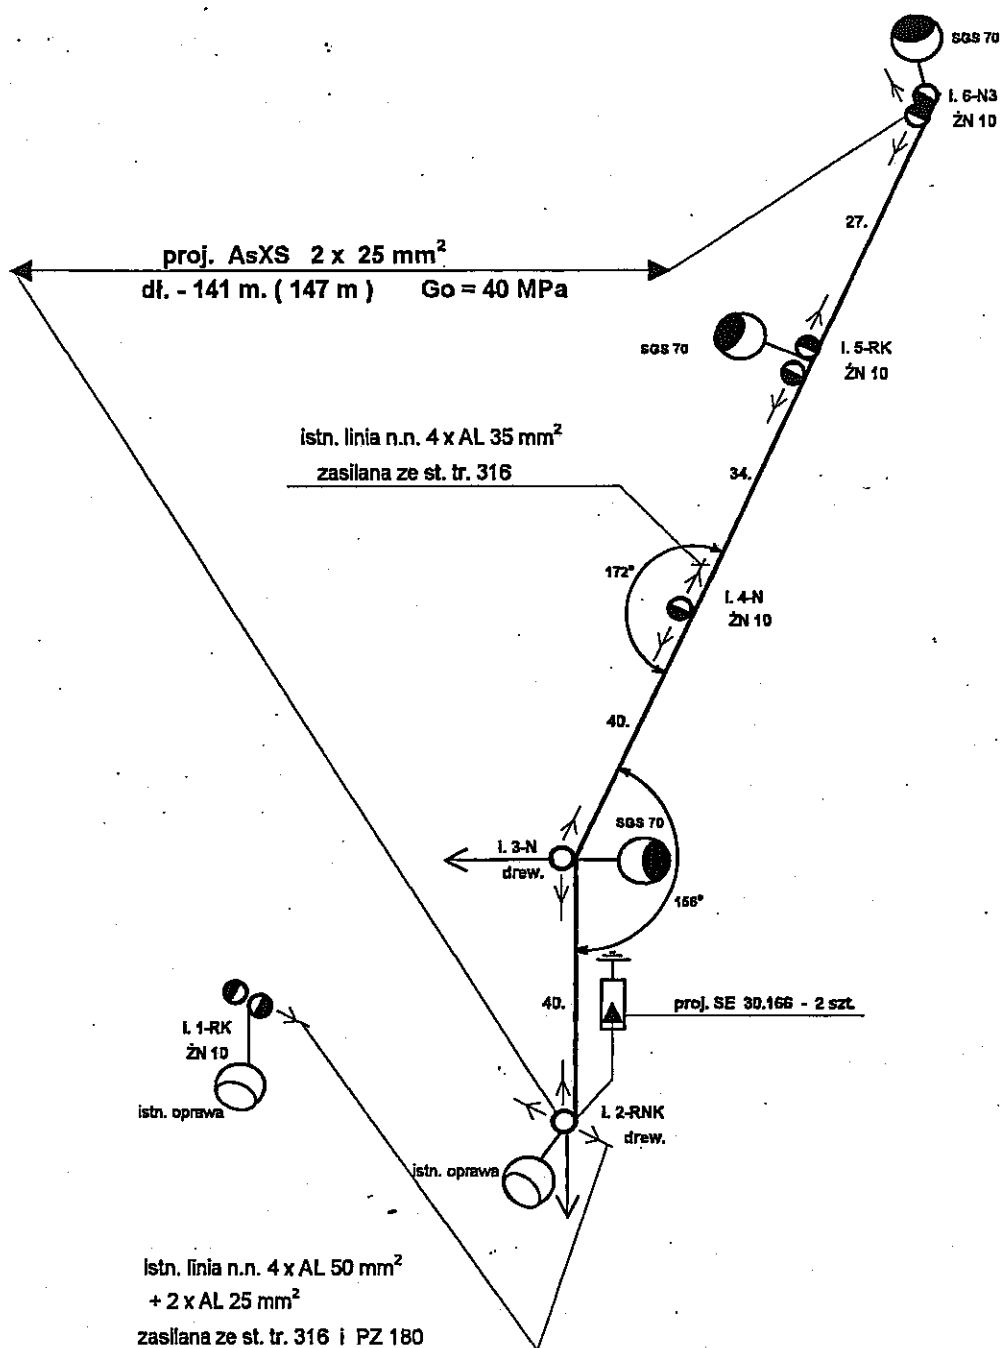 SGS 70
I. 6-N3
ŻN 10
27.
proj. AsXS 2 x 25 mm²
dł. - 141 m. ( 147 m ) Go = 40 MPa
SGS 70
I. 5-RK
ŻN 10
istn. linia n.n. 4 x AL 35 mm²
zasilana ze st. tr. 316
34.
172°
I. 4-N
ŻN 10
40.
SGS 70
I. 3-N
drew.
156°
40.
proj. SE 30.166 - 2 szt.
I. 1-RK
ŻN 10
istn. oprawa
I. 2-RNK
drew.
istn. oprawa
istn. linia n.n. 4 x AL 50 mm²
+ 2 x AL 25 mm²
zasilana ze st. tr. 316 i PZ 180